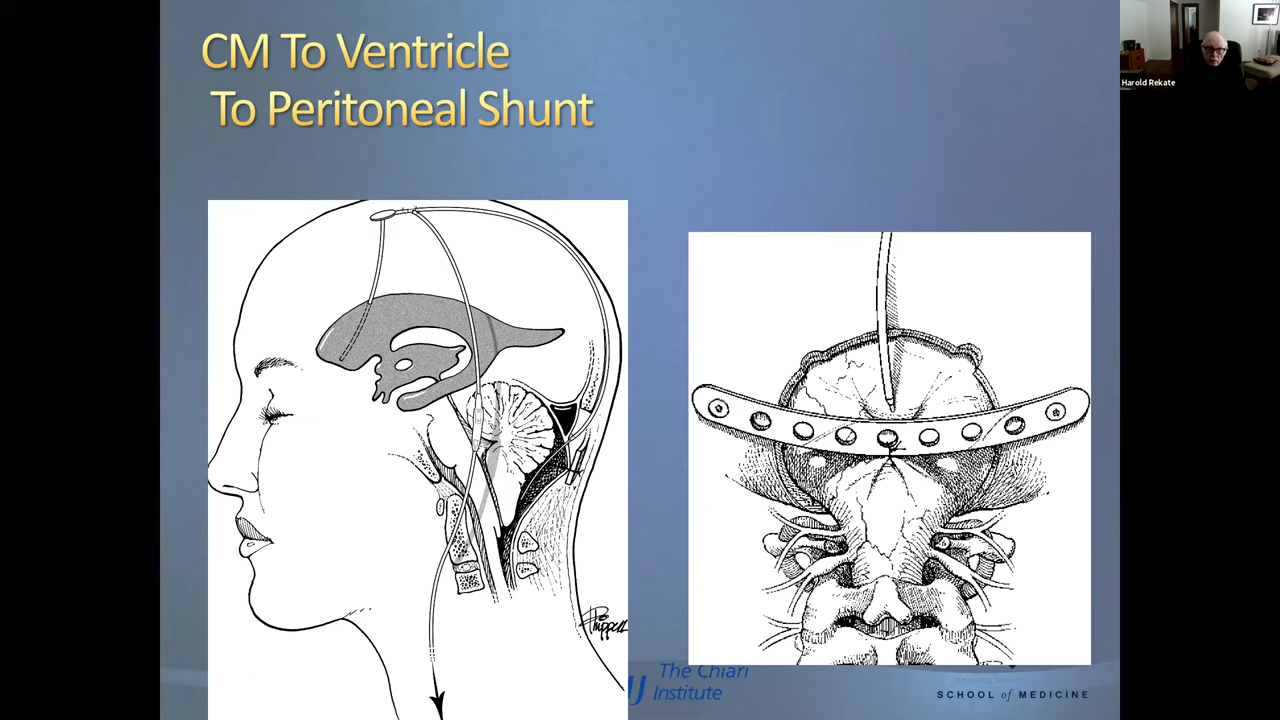 CM To Ventricle
To Peritoneal Shunt
Harold Rekate
The Chiari
Institute
SCHOOL of MEDICINE